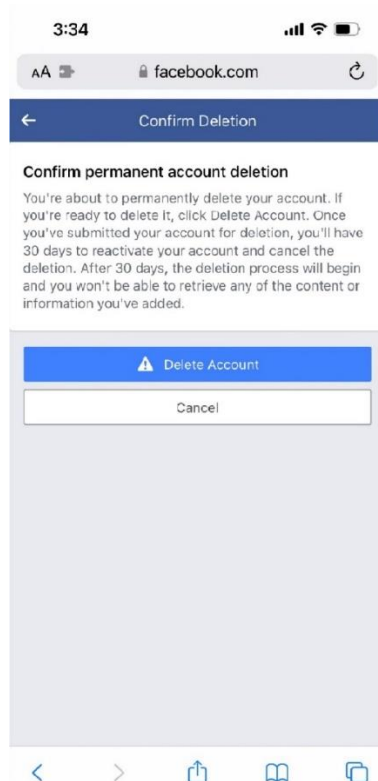 3:34
AA facebook.com
Confirm Deletion
Confirm permanent account deletion
You're about to permanently delete your account. If
you're ready to delete it, click Delete Account. Once
you've submitted your account for deletion, you'll have
30 days to reactivate your account and cancel the
deletion. After 30 days, the deletion process will begin
and you won't be able to retrieve any of the content or
information you've added.
Delete Account
Cancel